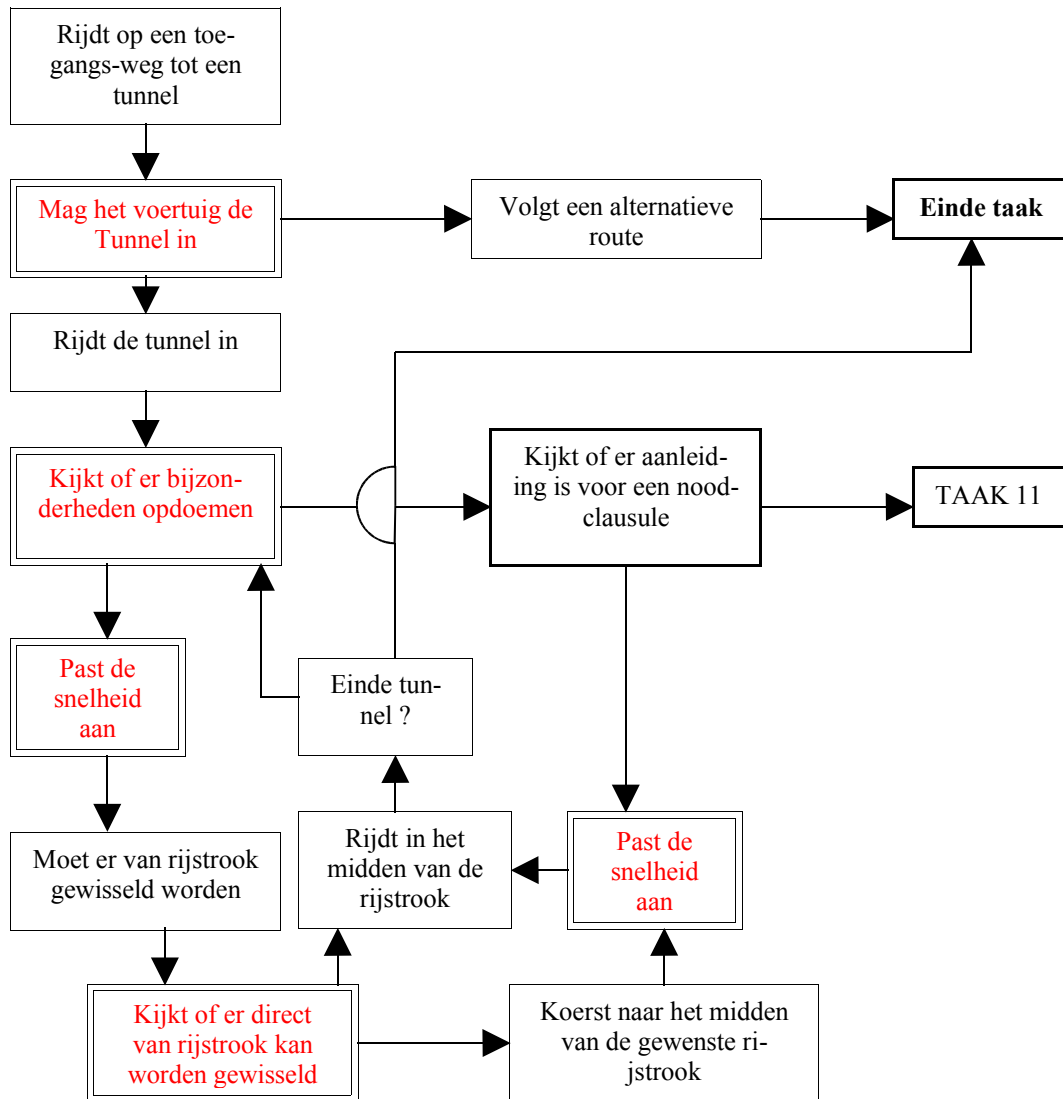 Rijdt op een toe-
gangs-weg tot een
tunnel
Mag het voertuig de
Tunnel in
Volgt een alternatieve
route
Einde taak
Rijdt de tunnel in
Kijkt of er bijzon-
derheden opdoemen
Kijkt of er aanleid-
ing is voor een nood-
clausule
TAAK 11
Past de
snelheid
aan
Einde tun-
nel ?
Moet er van rijstrook
gewisseld worden
Rijdt in het
midden van de
rijstrook
Past de
snelheid
aan
Kijkt of er direct
van rijstrook kan
worden gewisseld
Koerst naar het midden
van de gewenste ri-
jstrook